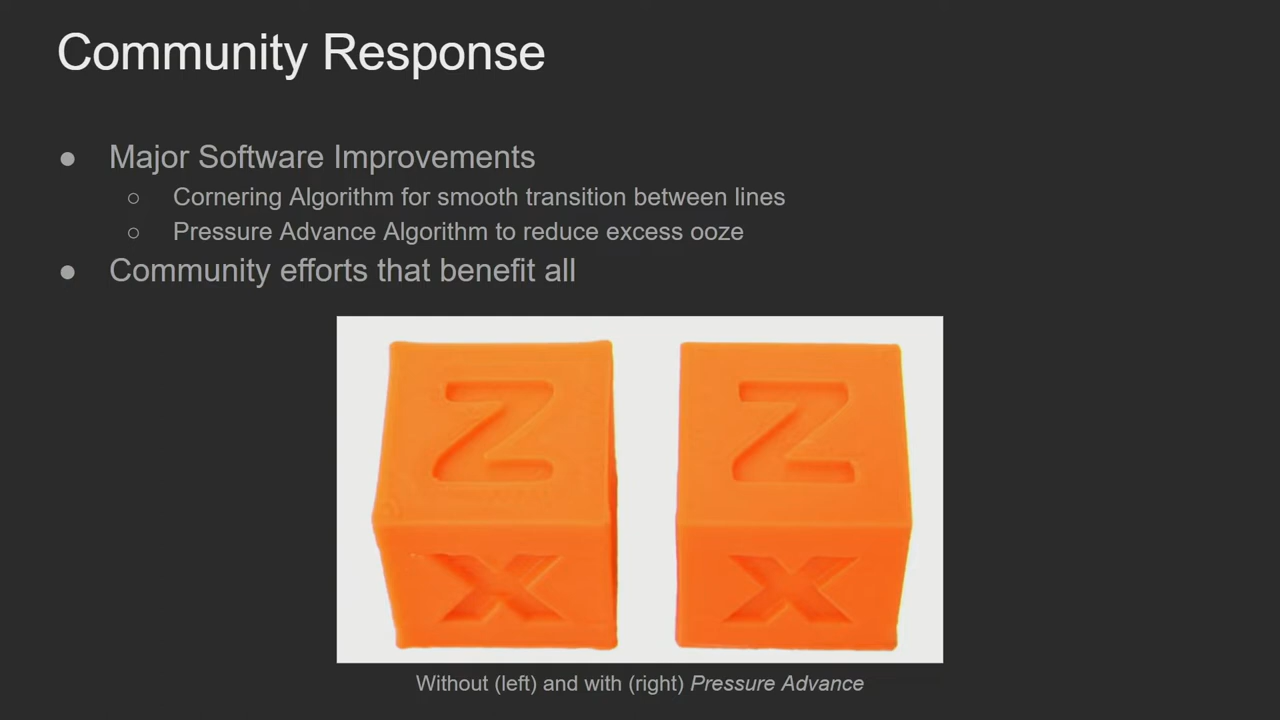 Community Response
● Major Software Improvements
○ Cornering Algorithm for smooth transition between lines
○ Pressure Advance Algorithm to reduce excess ooze
● Community efforts that benefit all
Z Z
X X
Without (left) and with (right) Pressure Advance